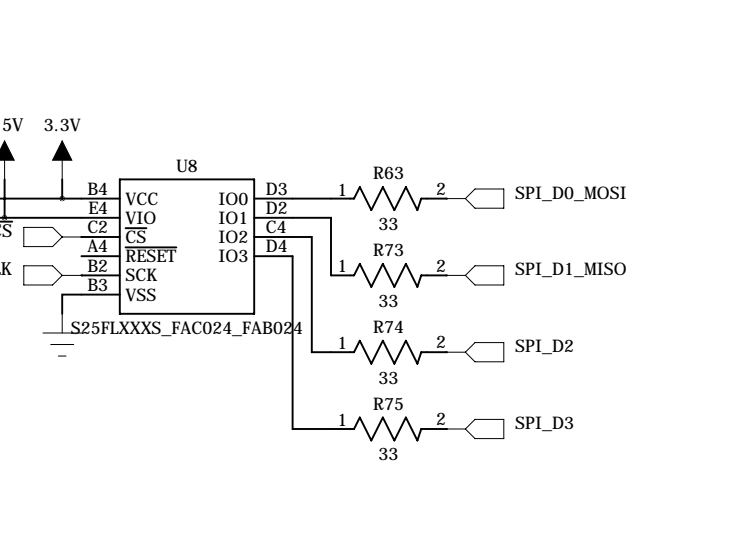 5V 3.3V
U8
R63
B4 VCC IO0 D3 1 2 SPI_D0_MOSI
33
E4 VIO IO1 D2
CS C2 CS IO2 C4
A4 RESET IO3 D4
R73
K B2 SCK 1 2 SPI_D1_MISO
33
B3 VSS
S25FLXXXS_FAC024_FAB024
R74
1 2 SPI_D2
33
R75
1 2 SPI_D3
33